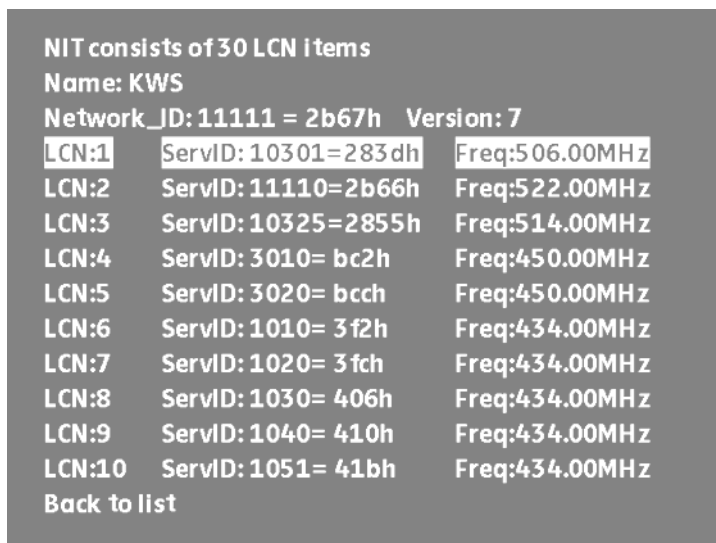 NIT consists of 30 LCN items
Name: KWS
Network_ID: 11111 = 2b67h Version: 7
LCN:1 ServID: 10301=283dh Freq:506.00MHz
LCN:2 ServID: 11110=2b66h Freq:522.00MHz
LCN:3 ServID: 10325=2855h Freq:514.00MHz
LCN:4 ServID: 3010= bc2h Freq:450.00MHz
LCN:5 ServID: 3020= bcch Freq:450.00MHz
LCN:6 ServID: 1010= 3f2h Freq:434.00MHz
LCN:7 ServID: 1020= 3fch Freq:434.00MHz
LCN:8 ServID: 1030= 406h Freq:434.00MHz
LCN:9 ServID: 1040= 410h Freq:434.00MHz
LCN:10 ServID: 1051= 41bh Freq:434.00MHz
Back to list